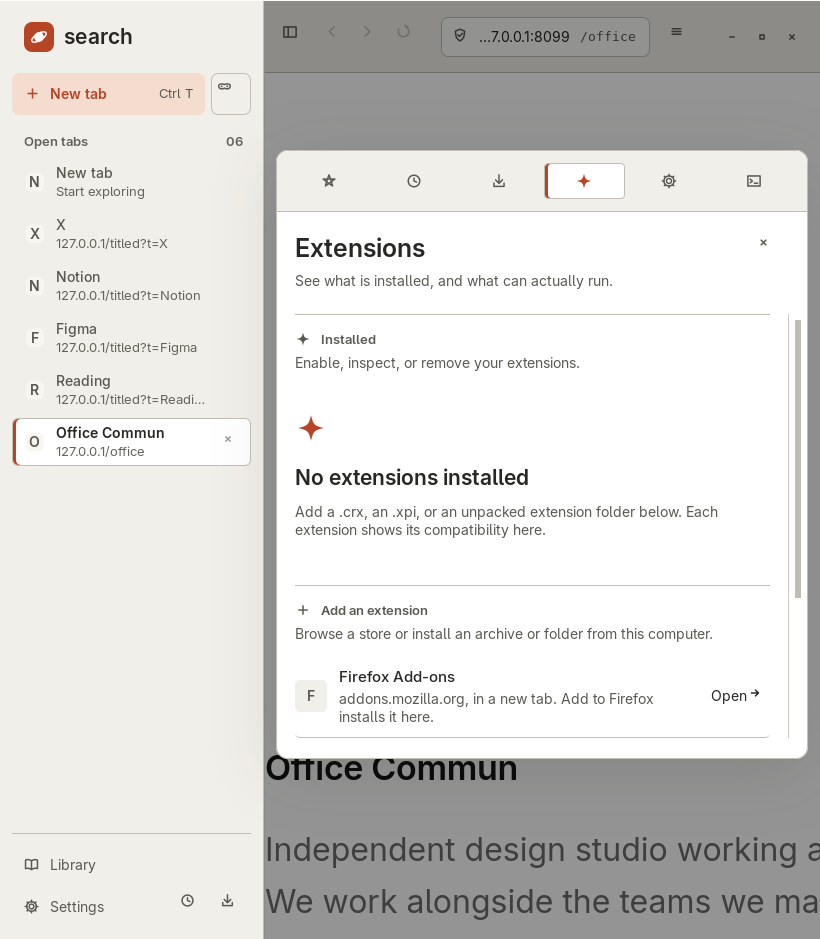 search
New tab
Ctrl T
Open tabs
06
N
New tab
Start exploring
X
X
127.0.0.1/titled?t=X
N
Notion
127.0.0.1/titled?t=Notion
F
Figma
127.0.0.1/titled?t=Figma
R
Reading
127.0.0.1/titled?t=Readi...
O
Office Commun
127.0.0.1/office
Library
Settings
...7.0.0.1:8099 /office
Extensions
See what is installed, and what can actually run.
Installed
Enable, inspect, or remove your extensions.
No extensions installed
Add a .crx, an .xpi, or an unpacked extension folder below. Each
extension shows its compatibility here.
Add an extension
Browse a store or install an archive or folder from this computer.
F
Firefox Add-ons
addons.mozilla.org, in a new tab. Add to Firefox
installs it here.
Open
Office Commun
Independent design studio working
We work alongside the teams we